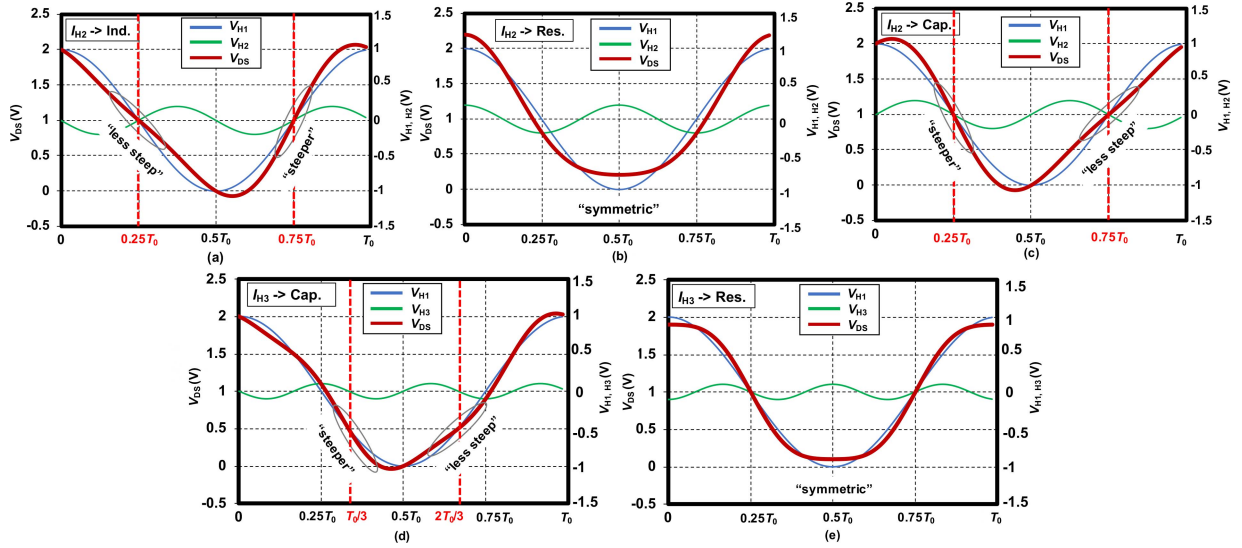 I_H2 -> Ind.
V_H1
V_H2
V_DS
2
1.5
1
0.5
0
-0.5
V_DS (V)
1
0.5
0
-0.5
-1
-1.5
V_H1, H2 (V)
"less steep"
"steeper"
0
0.25T_0
0.5T_0
0.75T_0
T_0
(a)
I_H2 -> Res.
V_H1
V_H2
V_DS
2.5
2
1.5
1
0.5
0
-0.5
V_DS (V)
1
0.5
0
-0.5
-1
-1.5
V_H1, H2 (V)
"symmetric"
0
0.25T_0
0.5T_0
0.75T_0
T_0
(b)
I_H2 -> Cap.
V_H1
V_H2
V_DS
2
1.5
1
0.5
0
-0.5
V_DS (V)
1
0.5
0
-0.5
-1
-1.5
V_H1, H2 (V)
"steeper"
"less steep"
0
0.25T_0
0.5T_0
0.75T_0
T_0
(c)
I_H3 -> Cap.
V_H1
V_H3
V_DS
2.5
2
1.5
1
0.5
0
-0.5
V_DS (V)
1.5
1
0.5
0
-0.5
-1
-1.5
V_H1, H3 (V)
"steeper"
"less steep"
0
0.25T_0
T_0/3
0.5T_0
2T_0/3
0.75T_0
T_0
(d)
I_H3 -> Res.
V_H1
V_H3
V_DS
2.5
2
1.5
1
0.5
0
-0.5
V_DS (V)
1.5
1
0.5
0
-0.5
-1
-1.5
V_H1, H3 (V)
"symmetric"
0
0.25T_0
0.5T_0
0.75T_0
T_0
(e)